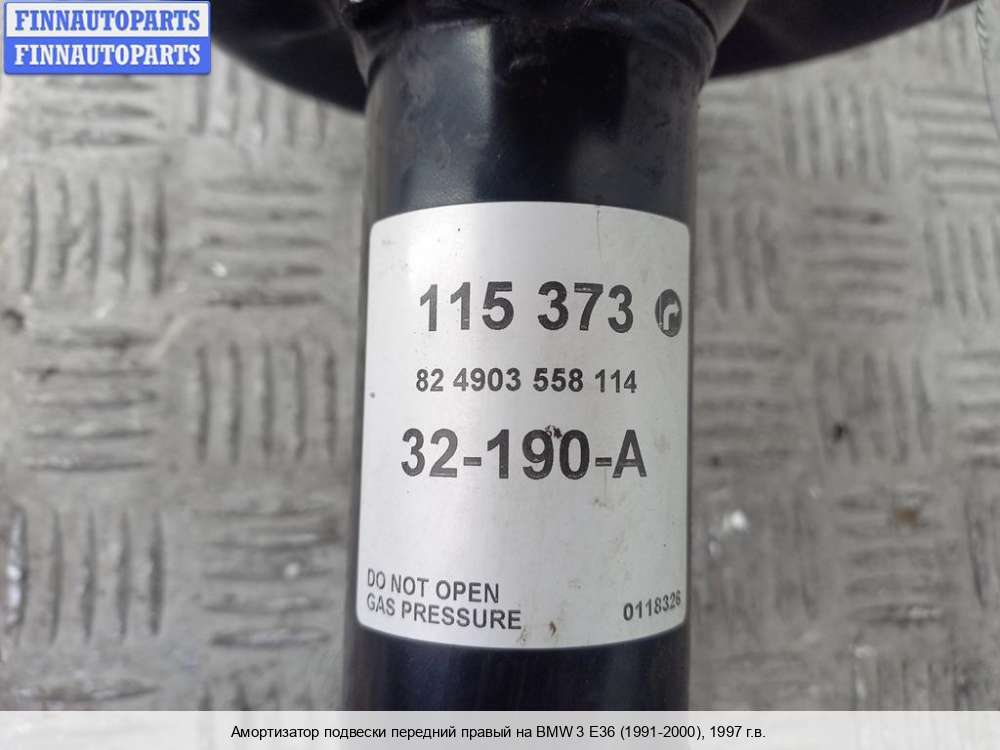 FINNAUTOPARTS
FINNAUTOPARTS
115 373 r
82 4903 558 114
32-190-A
DO NOT OPEN
GAS PRESSURE
0118326
Амортизатор подвески передний правый на BMW 3 E36 (1991-2000), 1997 г.в.